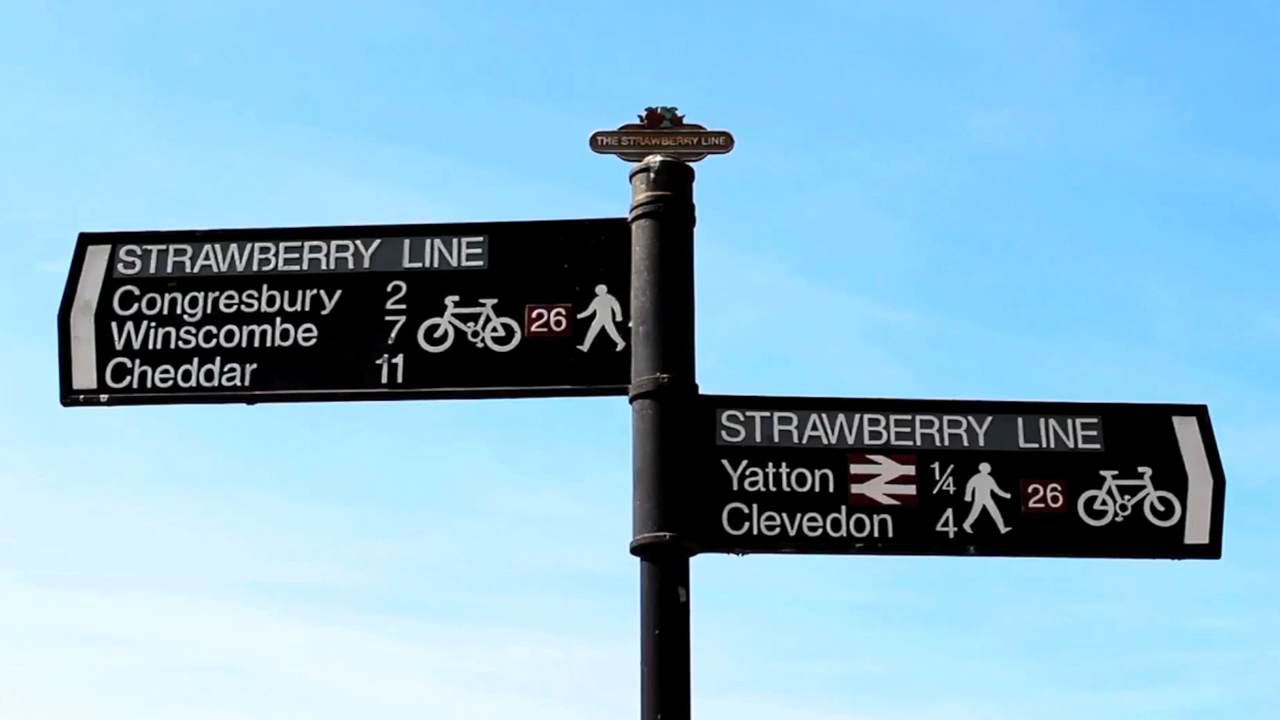 THE STRAWBERRY LINE
STRAWBERRY LINE
Congresbury 2
Winscombe 7 26
Cheddar 11
STRAWBERRY LINE
Yatton ¼ 26
Clevedon 4